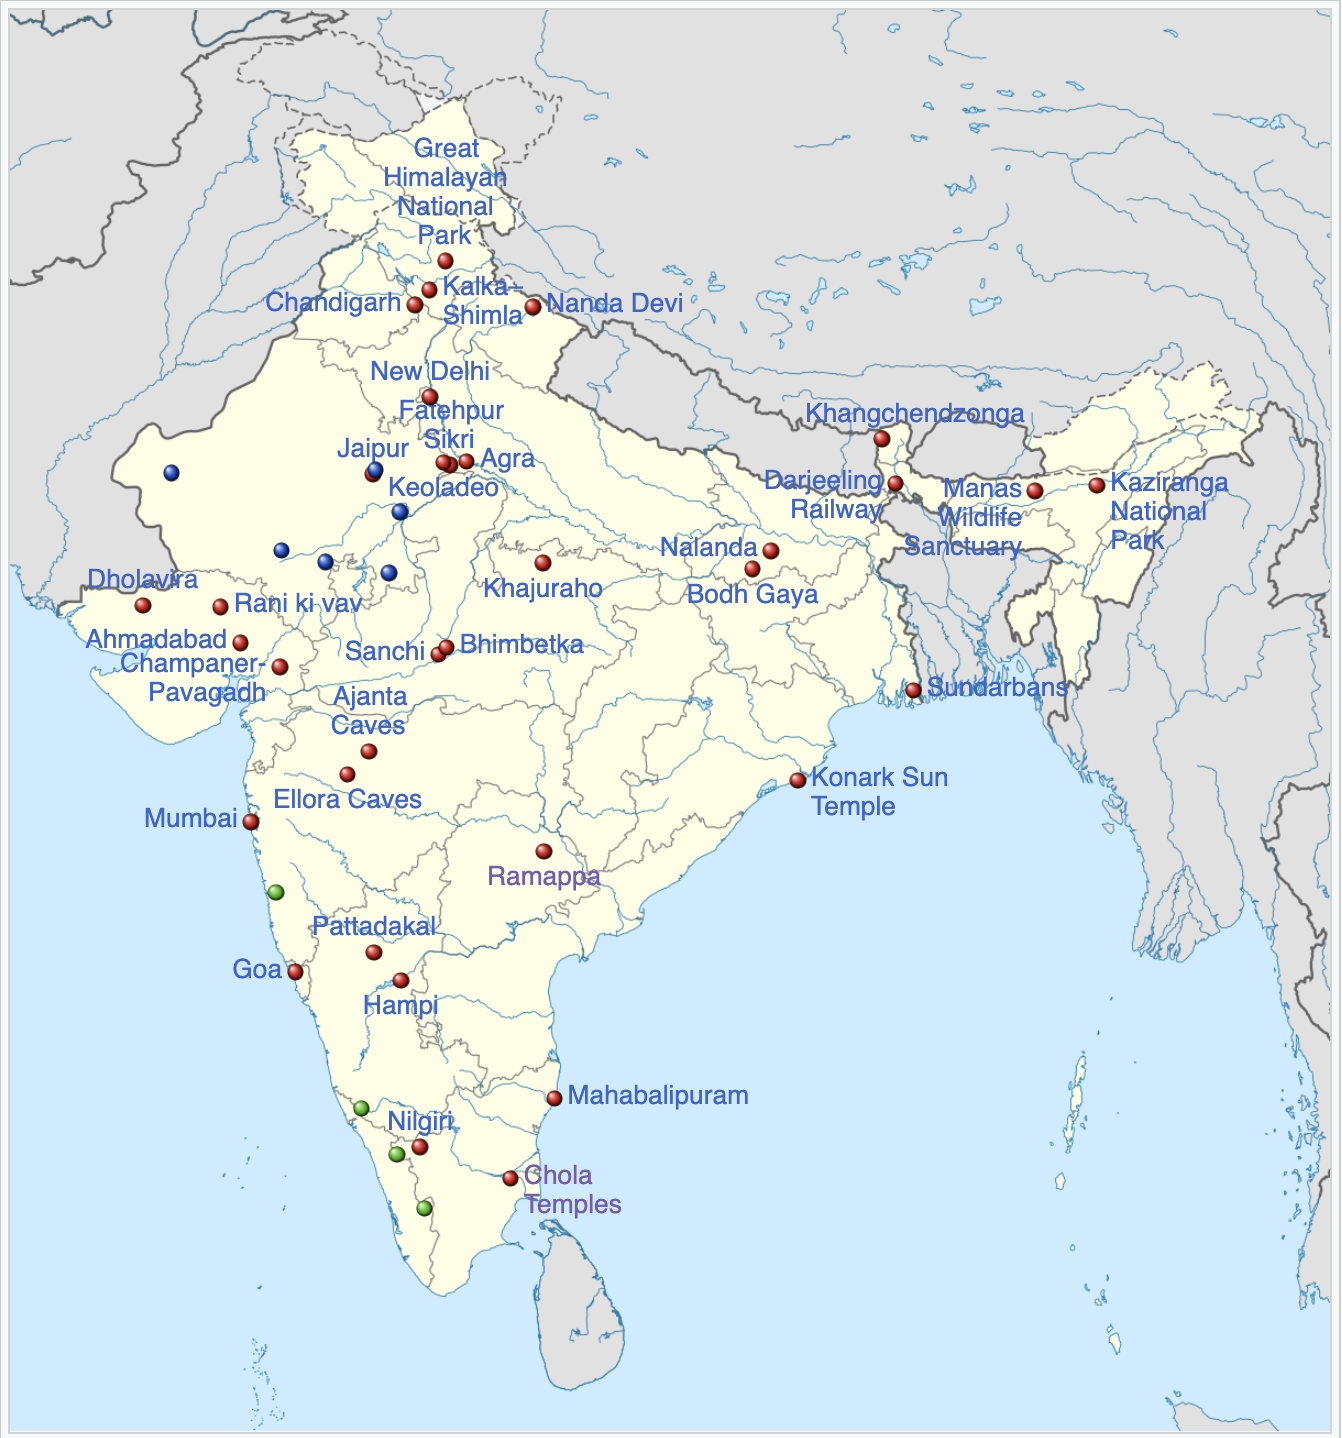 Great
Himalayan
National
Park
Kalka–
Shimla
Chandigarh
Nanda Devi
New Delhi
Fatehpur
Sikri
Jaipur
Agra
Keoladeo
Khangchendzonga
Darjeeling
Railway
Manas
Wildlife
Sanctuary
Kaziranga
National
Park
Nalanda
Bodh Gaya
Khajuraho
Dholavira
Rani ki vav
Ahmadabad
Champaner-
Pavagadh
Sanchi
Bhimbetka
Sundarbans
Ajanta
Caves
Ellora Caves
Konark Sun
Temple
Mumbai
Ramappa
Pattadakal
Goa
Hampi
Mahabalipuram
Nilgiri
Chola
Temples